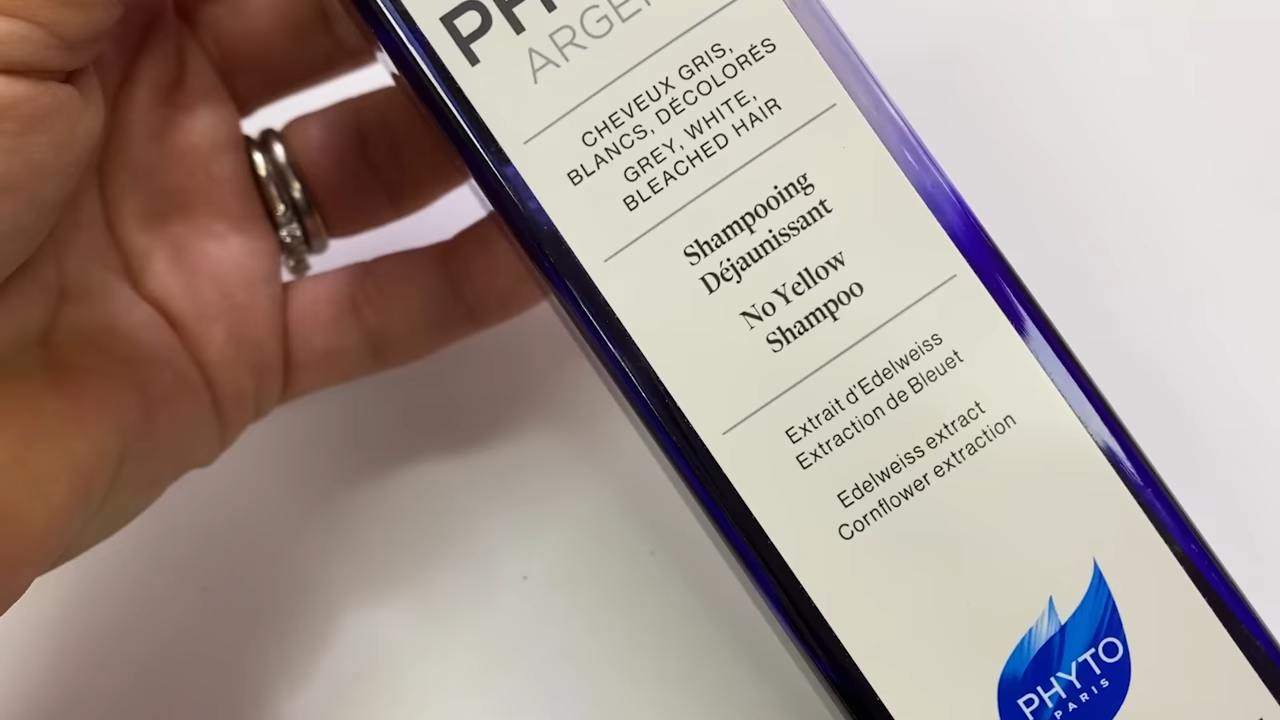 CHEVEUX GRIS,
BLANCS, DÉCOLORÉS
GREY, WHITE,
BLEACHED HAIR
Shampooing
Déjaunissant
No Yellow
Shampoo
Extrait d'Edelweiss
Extraction de Bleuet
Edelweiss extract
Cornflower extraction
PHYTO
PARIS